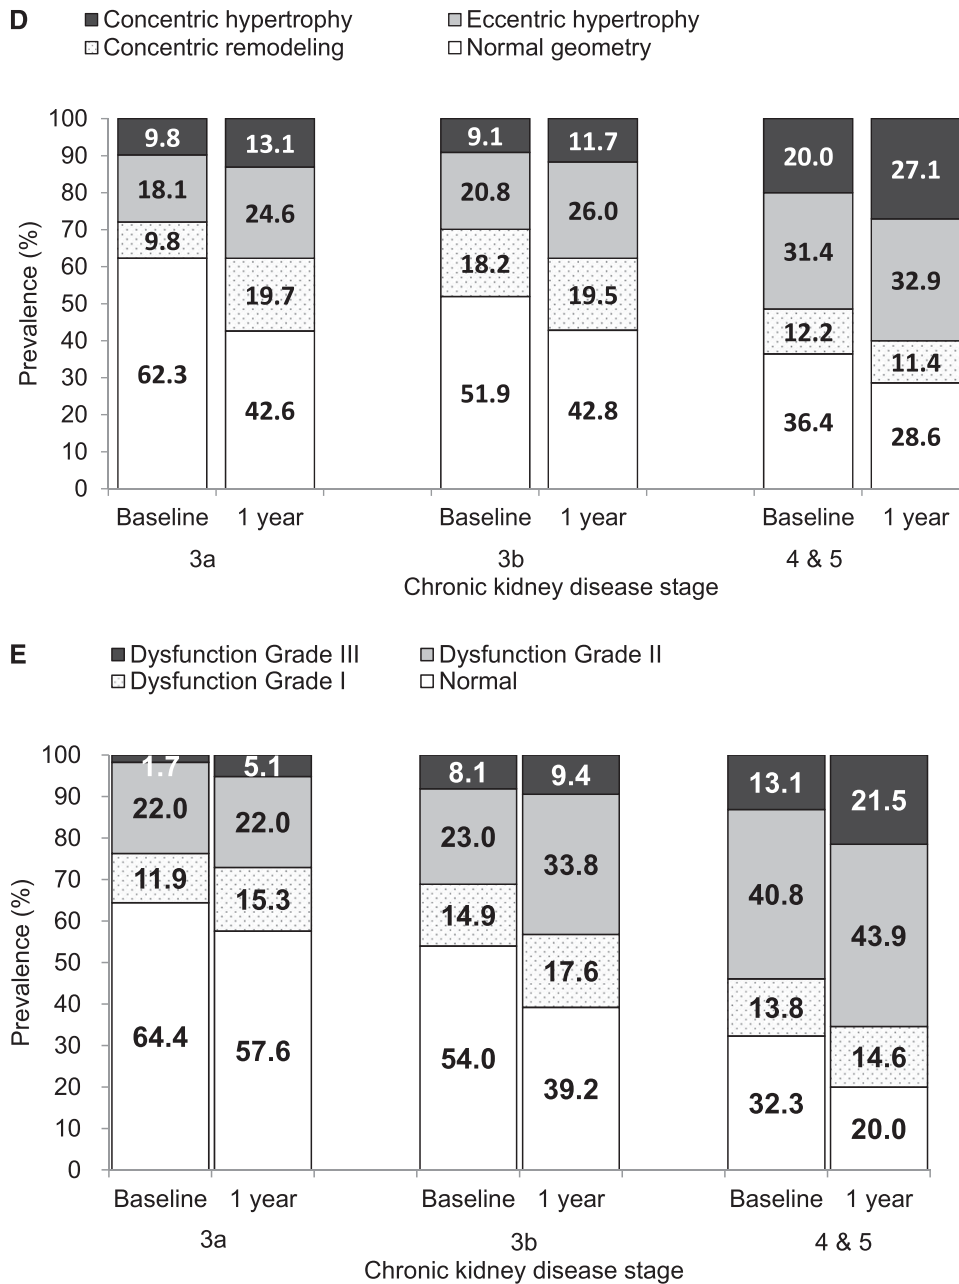 D
Concentric hypertrophy Eccentric hypertrophy
Concentric remodeling Normal geometry
Prevalence (%)
100
90
80
70
60
50
40
30
20
10
0
9.8 13.1 9.1 11.7 20.0 27.1
18.1 24.6 20.8 26.0 31.4 32.9
9.8 19.7 18.2 19.5 12.2 11.4
62.3 42.6 51.9 42.8 36.4 28.6
Baseline 1 year Baseline 1 year Baseline 1 year
3a 3b 4 & 5
Chronic kidney disease stage
E
Dysfunction Grade III Dysfunction Grade II
Dysfunction Grade I Normal
Prevalence (%)
100
90
80
70
60
50
40
30
20
10
0
1.7 5.1 8.1 9.4 13.1 21.5
22.0 22.0 23.0 33.8 40.8 43.9
11.9 15.3 14.9 17.6 13.8 14.6
64.4 57.6 54.0 39.2 32.3 20.0
Baseline 1 year Baseline 1 year Baseline 1 year
3a 3b 4 & 5
Chronic kidney disease stage